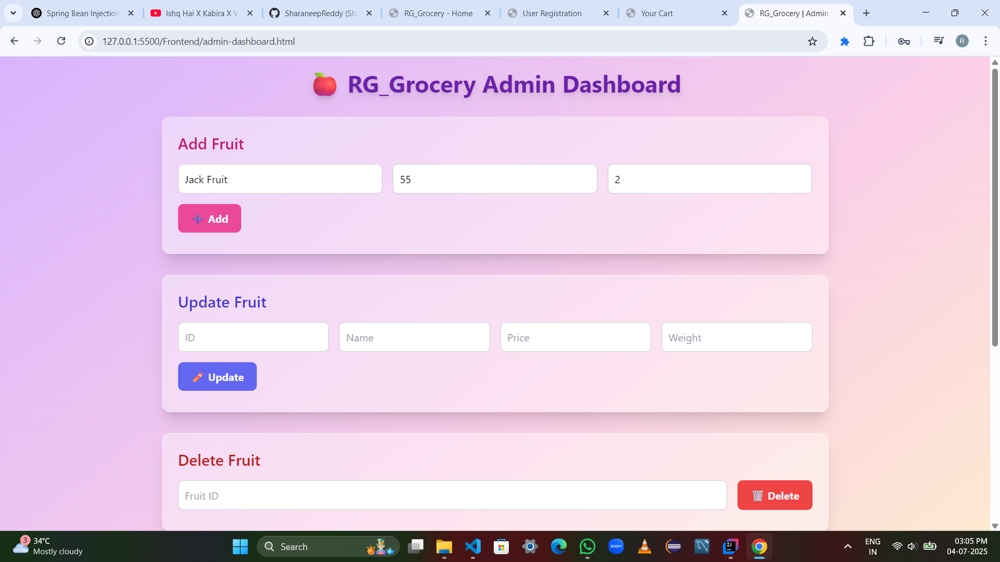 Spring Bean Injection
Ishq Hai X Kabira X V
SharaneepReddy (Sha
RG_Grocery - Home
User Registration
Your Cart
RG_Grocery | Admin
127.0.0.1:5500/Frontend/admin-dashboard.html
R
RG_Grocery Admin Dashboard
Add Fruit
Jack Fruit
55
2
Add
Update Fruit
ID
Name
Price
Weight
Update
Delete Fruit
Fruit ID
Delete
3
34°C
Mostly cloudy
Search
zoom
IJ
ENG
IN
03:05 PM
04-07-2025